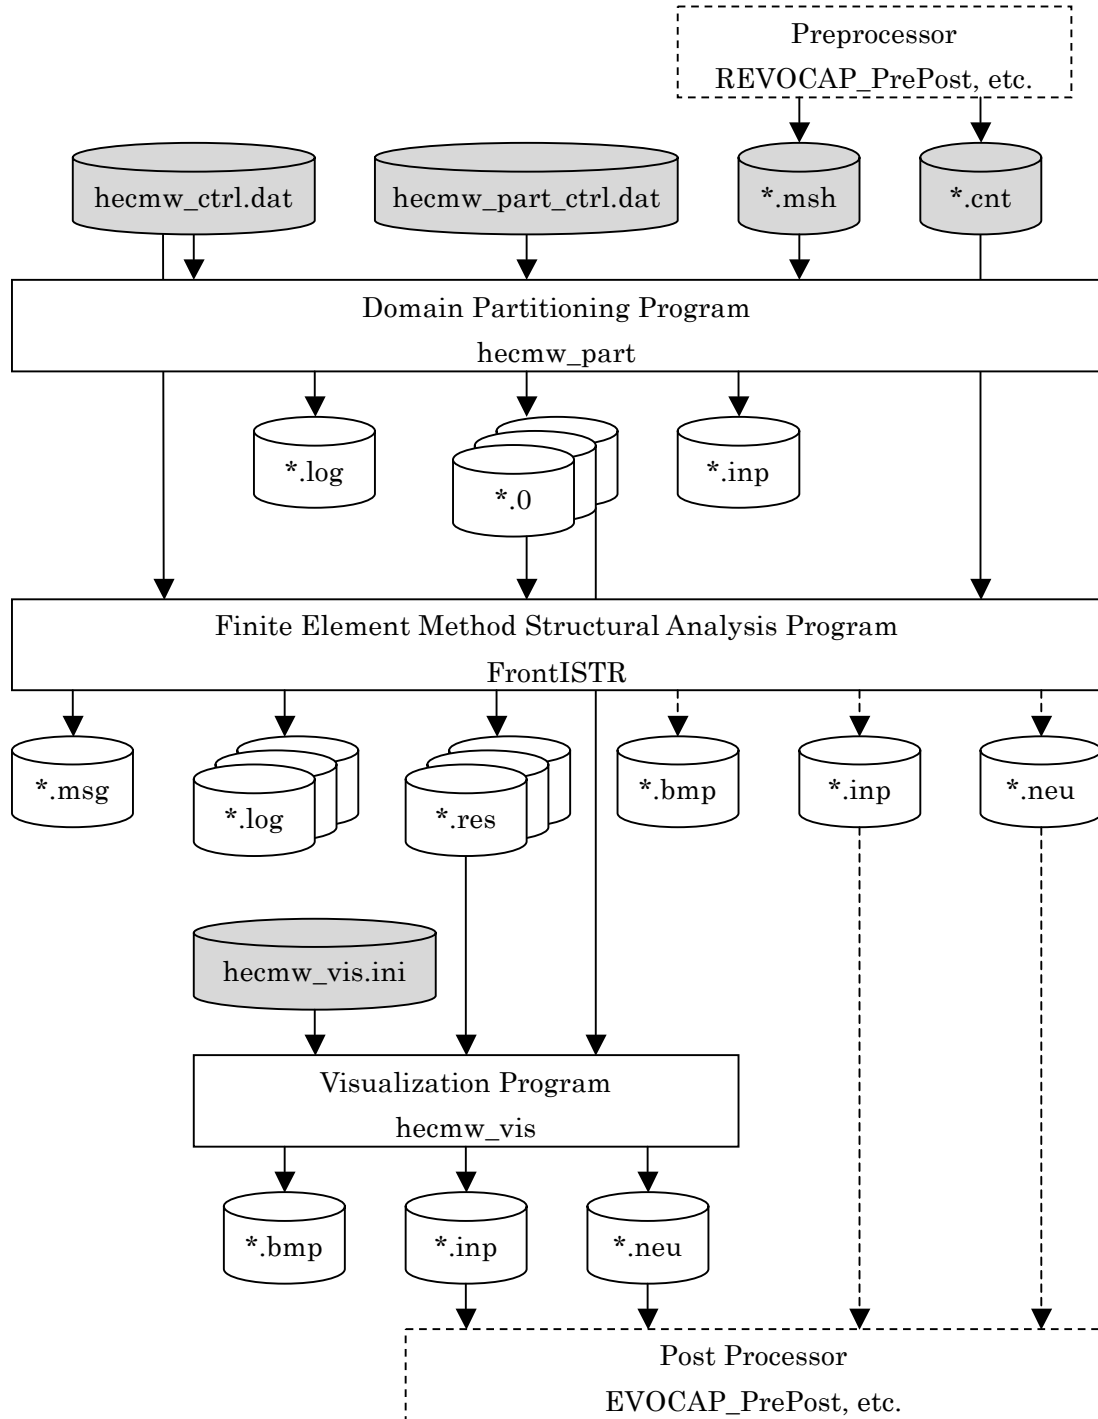 Preprocessor
REVOCAP_PrePost, etc.
hecmw_ctrl.dat
hecmw_part_ctrl.dat
*.msh
*.cnt
Domain Partitioning Program
hecmw_part
*.log
*.0
*.inp
Finite Element Method Structural Analysis Program
FrontISTR
*.msg
*.log
*.res
*.bmp
*.inp
*.neu
hecmw_vis.ini
Visualization Program
hecmw_vis
*.bmp
*.inp
*.neu
Post Processor
EVOCAP_PrePost, etc.